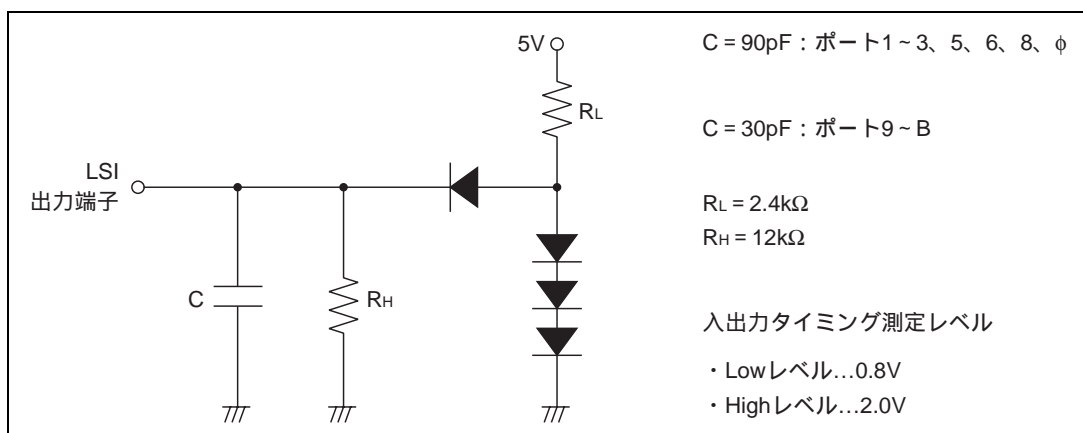 5V
RL
LSI
出力端子
C
RH
C = 90pF：ポート1～3、5、6、8、ϕ
C = 30pF：ポート9～B
RL = 2.4kΩ
RH = 12kΩ
入出力タイミング測定レベル
・Lowレベル…0.8V
・Highレベル…2.0V